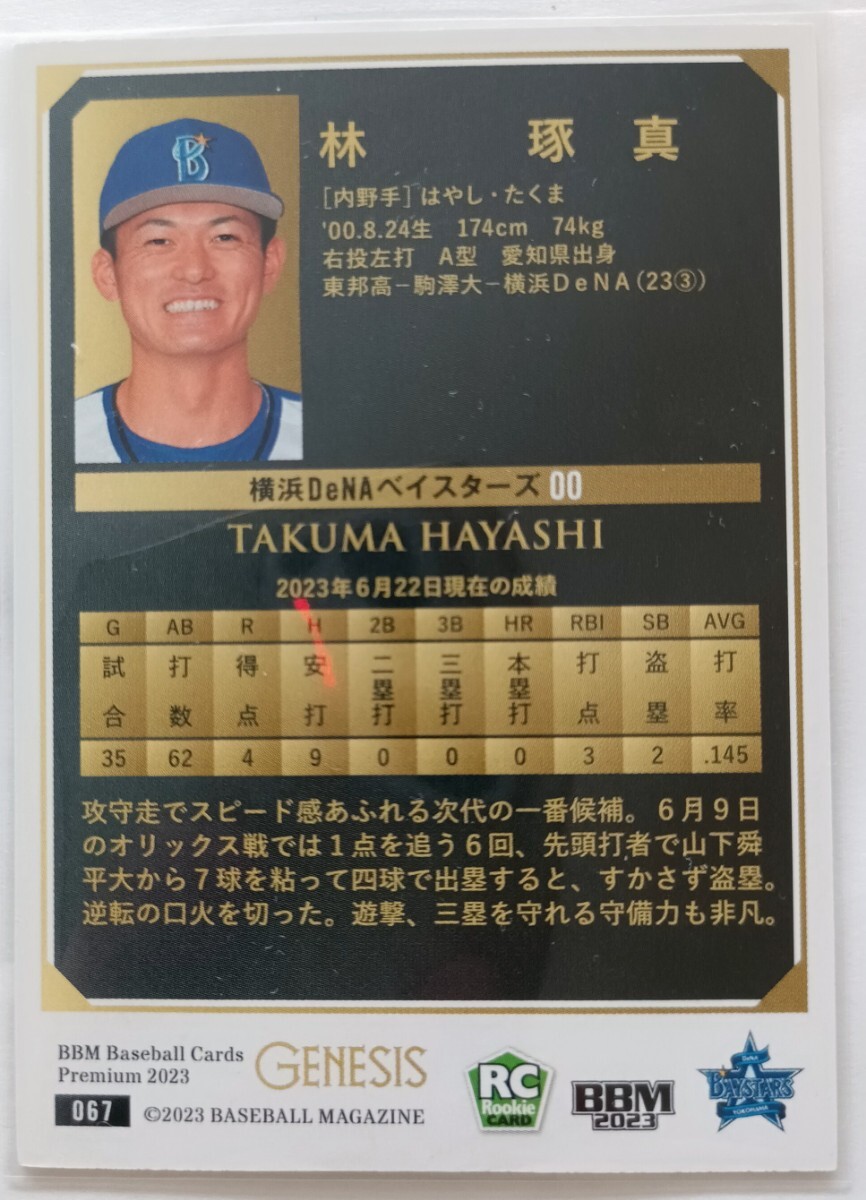 B
林 琢 真
[内野手] はやし・たくま
'00.8.24生 174cm 74kg
右投左打 A型 愛知県出身
東邦高－駒澤大－横浜DeNA(23③)
横浜DeNAベイスターズ 00
TAKUMA HAYASHI
2023年6月22日現在の成績
G AB R H 2B 3B HR RBI SB AVG
試合 打数 得点 安打 二塁打 三塁打 本塁打 打点 盗塁 打率
35 62 4 9 0 0 0 3 2 .145
攻守走でスピード感あふれる次代の一番候補。6月9日
のオリックス戦では1点を追う6回、先頭打者で山下舜
平大から7球を粘って四球で出塁すると、すかさず盗塁。
逆転の口火を切った。遊撃、三塁を守れる守備力も非凡。
BBM Baseball Cards
Premium 2023
GENESIS
067 ©2023 BASEBALL MAGAZINE
RC
Rookie
CARD
BBM
2023
DeNA
BAYSTARS
YOKOHAMA